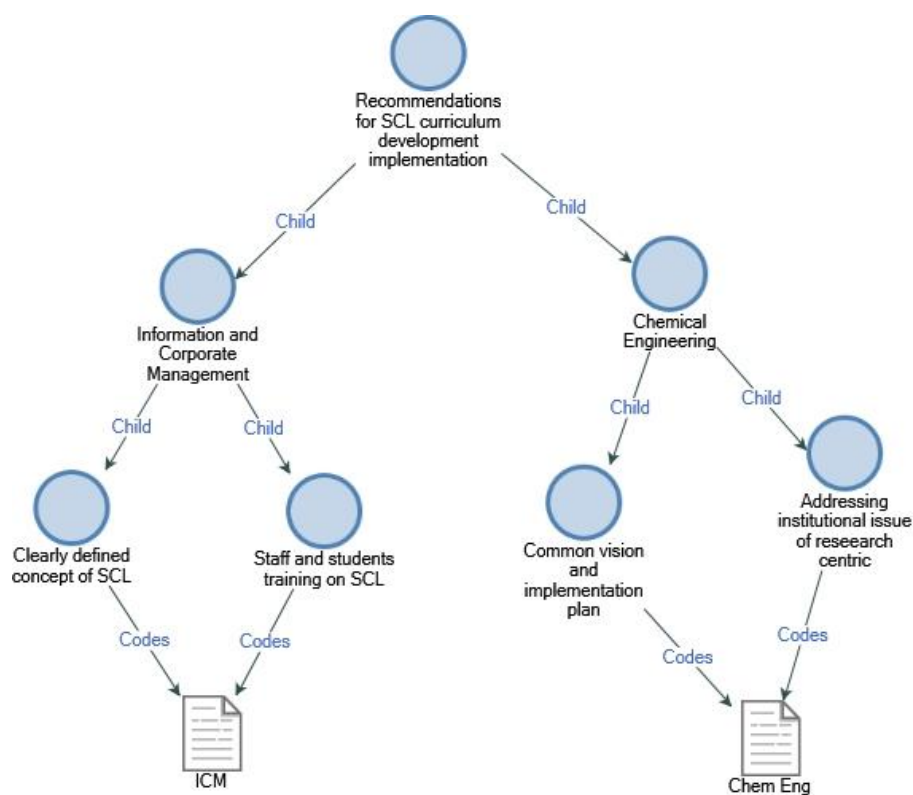 Recommendations
for SCL curriculum
development
implementation
Child
Child
Information and
Corporate
Management
Chemical
Engineering
Child
Child
Child
Child
Clearly defined
concept of SCL
Staff and students
training on SCL
Common vision
and
implementation
plan
Addressing
institutional issue
of reseearch
centric
Codes
Codes
Codes
Codes
ICM
Chem Eng